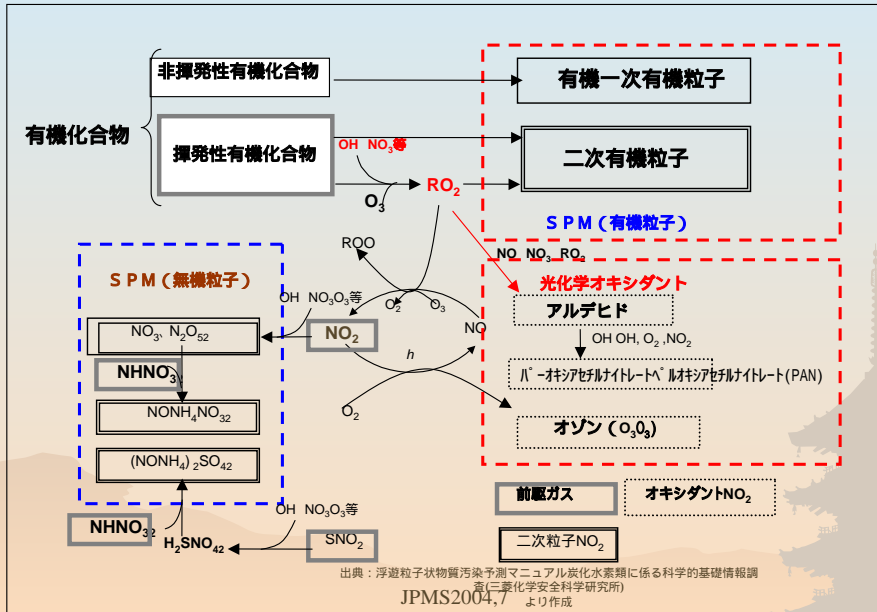 非揮発性有機化合物
有機一次有機粒子
有機化合物
揮発性有機化合物
OH NO₃等
二次有機粒子
O₃
RO₂
ＳＰＭ（有機粒子）
ROO
NO NO₃ RO₂
ＳＰＭ（無機粒子）
光化学オキシダント
OH NO₃O₃等
O₂
O₃
アルデヒド
NO₃、N₂O₅₂
NO₂
NO
OH OH, O₂ ,NO₂
NHNO₃
h
パーオキシアセチルナイトレートペルオキシアセチルナイトレート(PAN)
NONH₄NO₃₂
O₂
オゾン（O₃O₃)
(NONH₄)₂SO₄₂
前駆ガス
オキシダントNO₂
NHNO₃₂
OH NO₃O₃等
H₂SNO₄₂
SNO₂
二次粒子NO₂
出典：浮遊粒子状物質汚染予測マニュアル炭化水素類に係る科学的基礎情報調
査(三菱化学安全科学研究所)
JPMS2004,7 より作成